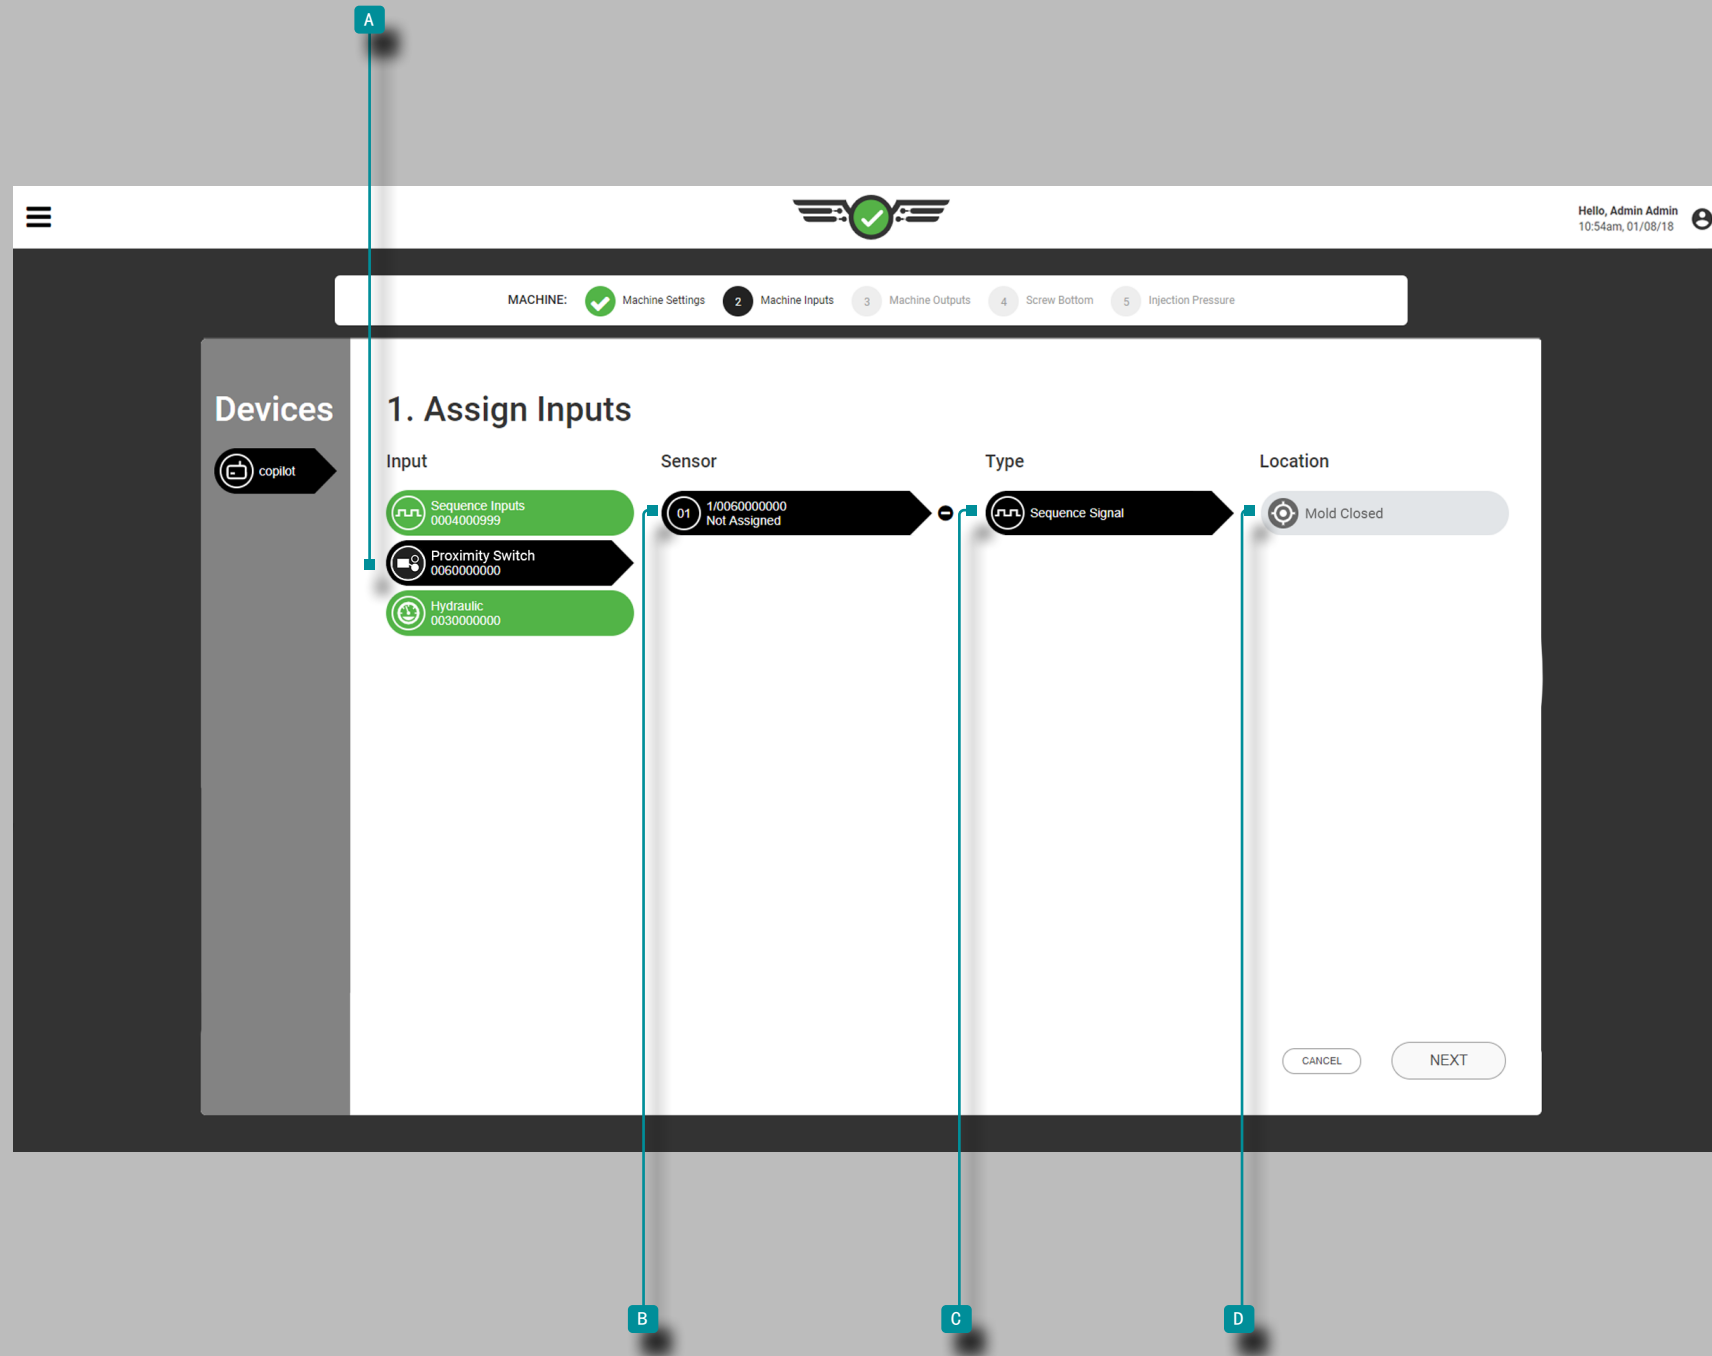 A
Hello, Admin Admin
10:54am, 01/08/18
MACHINE: Machine Settings 2 Machine Inputs 3 Machine Outputs 4 Screw Bottom 5 Injection Pressure
Devices
copilot
1. Assign Inputs
Input Sensor Type Location
Sequence Inputs
0004000999
Proximity Switch
0060000000
Hydraulic
0030000000
01 1/0060000000
Not Assigned
Sequence Signal
Mold Closed
CANCEL NEXT
B C D